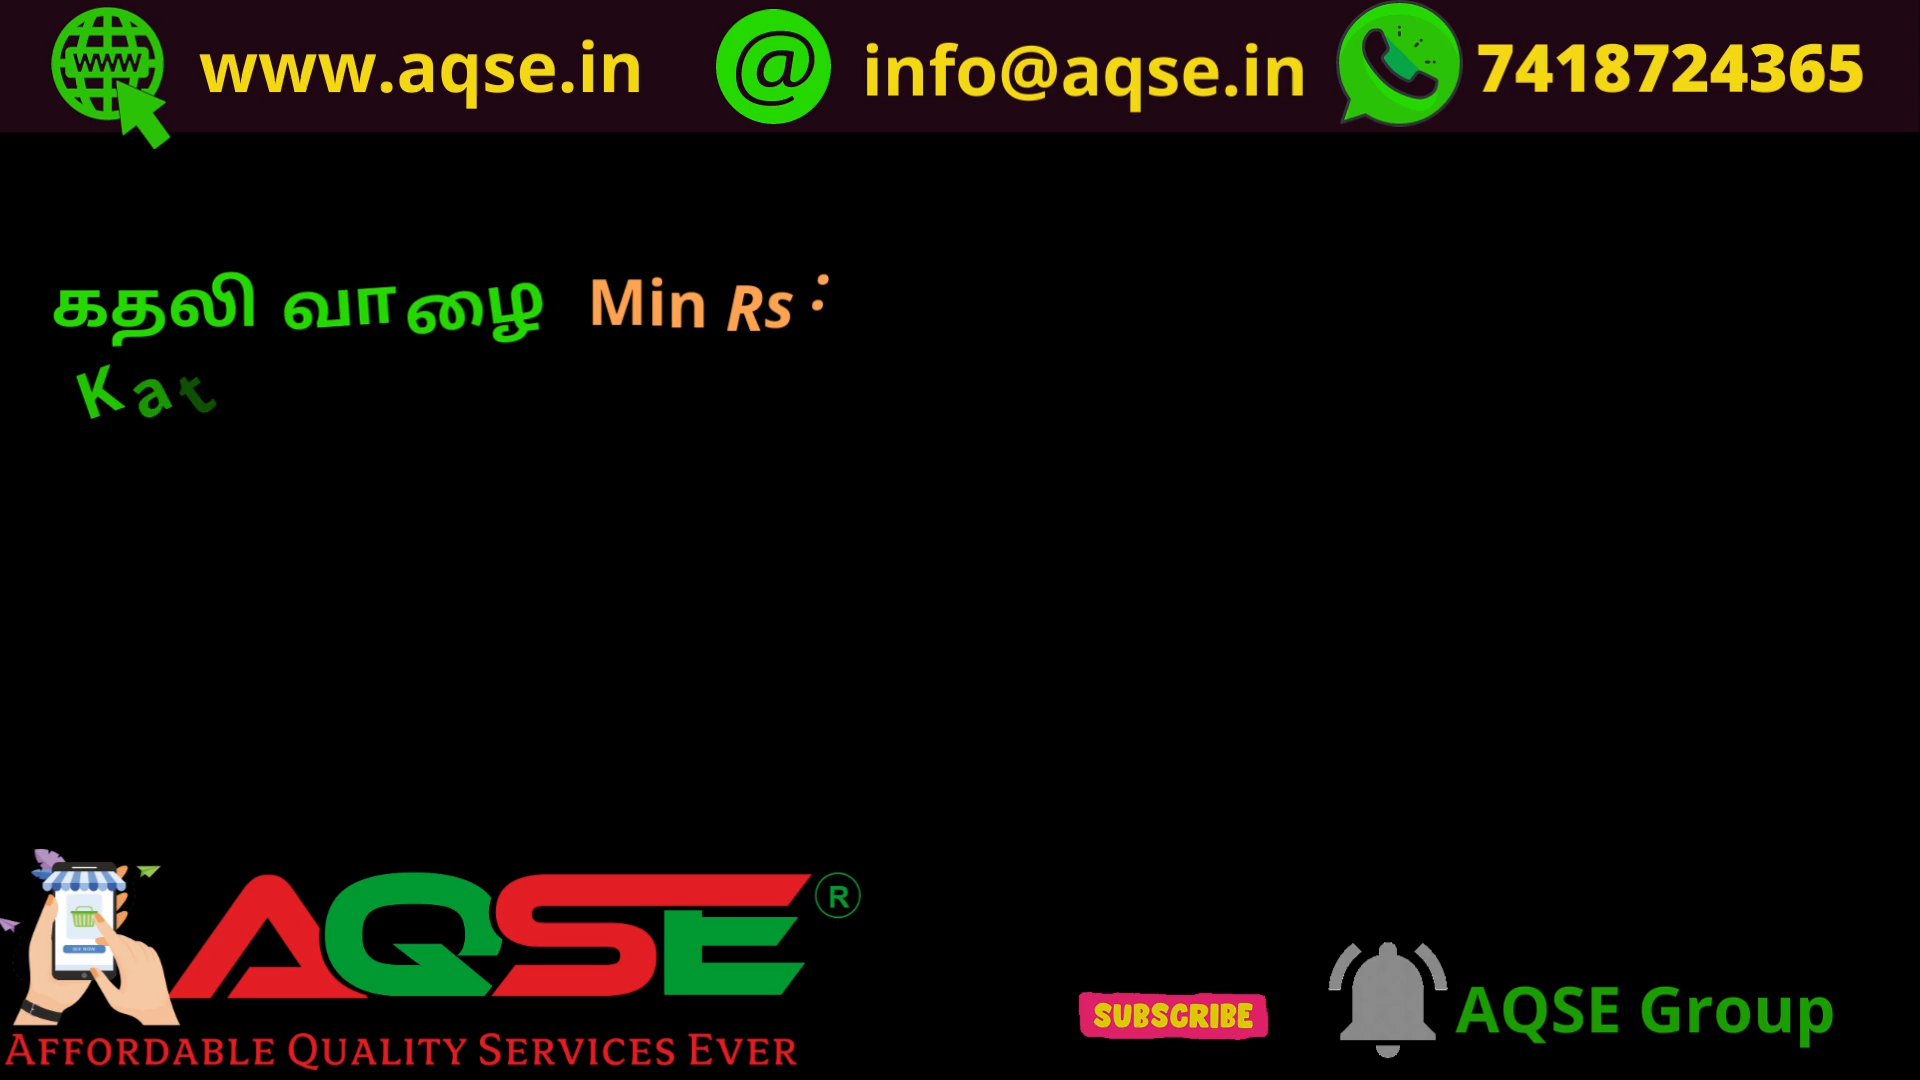 www.aqse.in info@aqse.in 7418724365
கதலி வாழை Min Rs :
Kat
AQSE ®
AFFORDABLE QUALITY SERVICES EVER
SUBSCRIBE AQSE Group